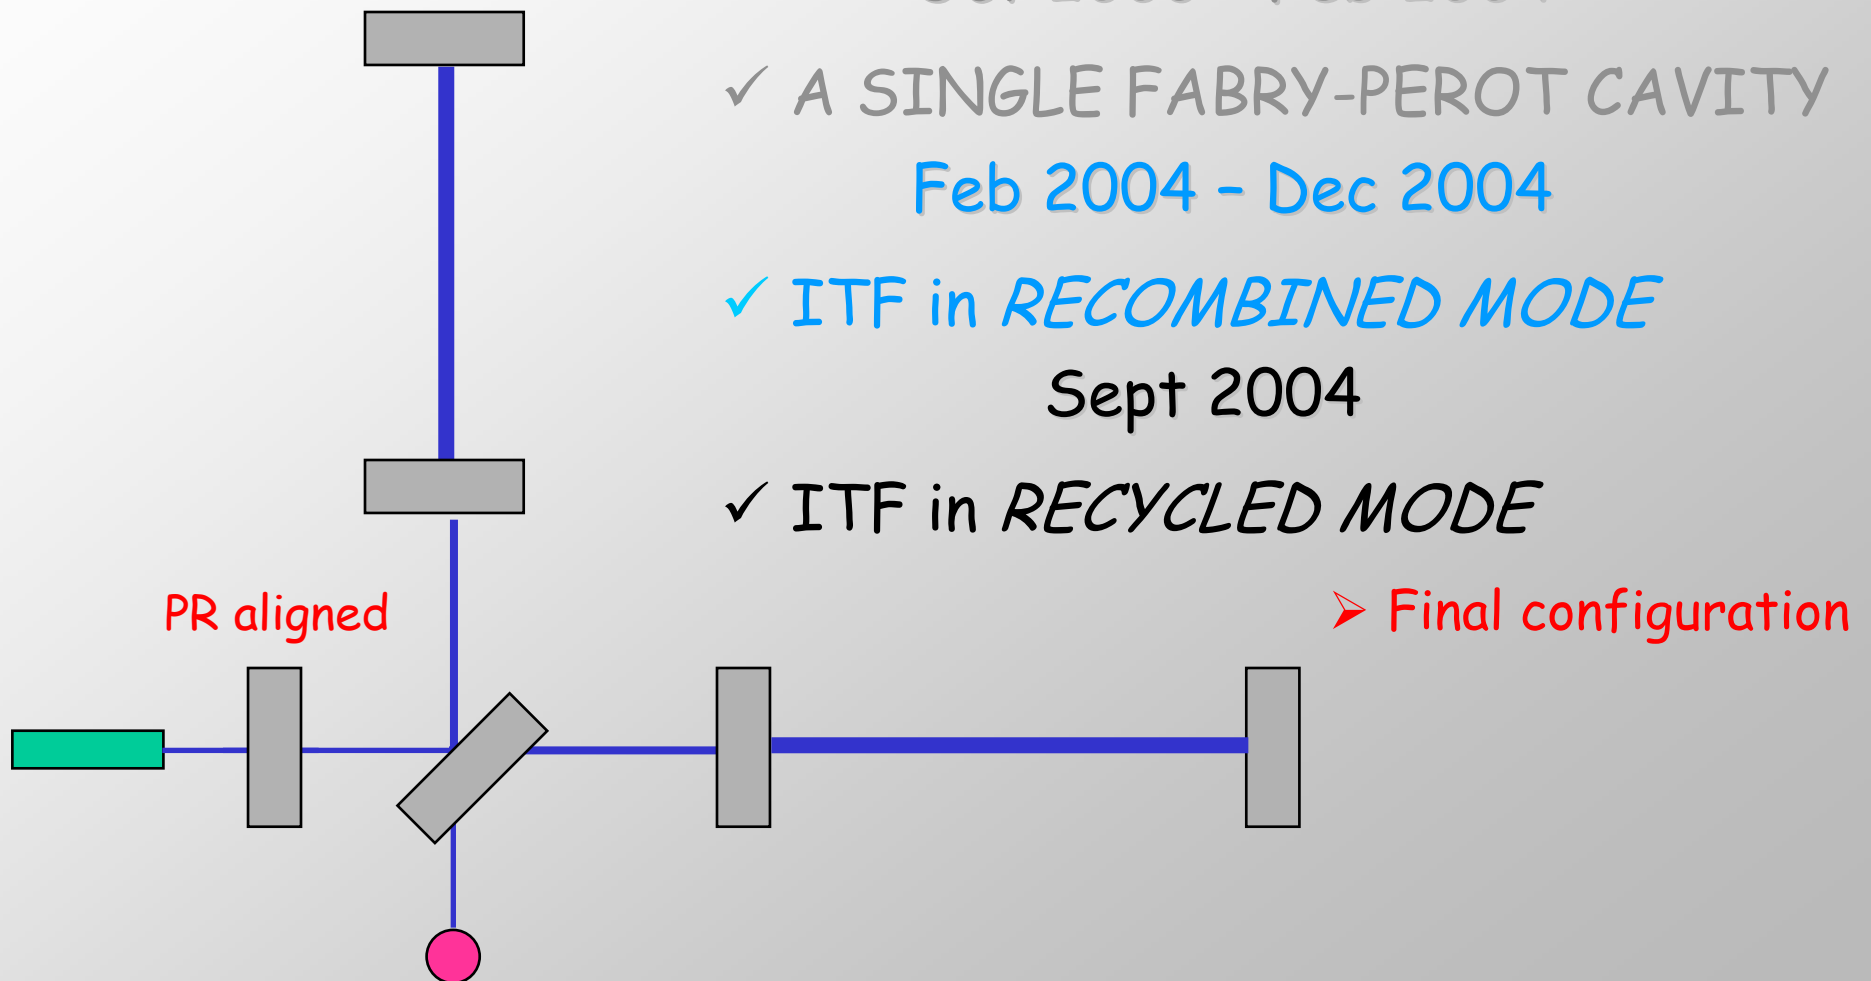 ✓ A SINGLE FABRY-PEROT CAVITY
Feb 2004 – Dec 2004
✓ ITF in RECOMBINED MODE
Sept 2004
✓ ITF in RECYCLED MODE
PR aligned
➢ Final configuration